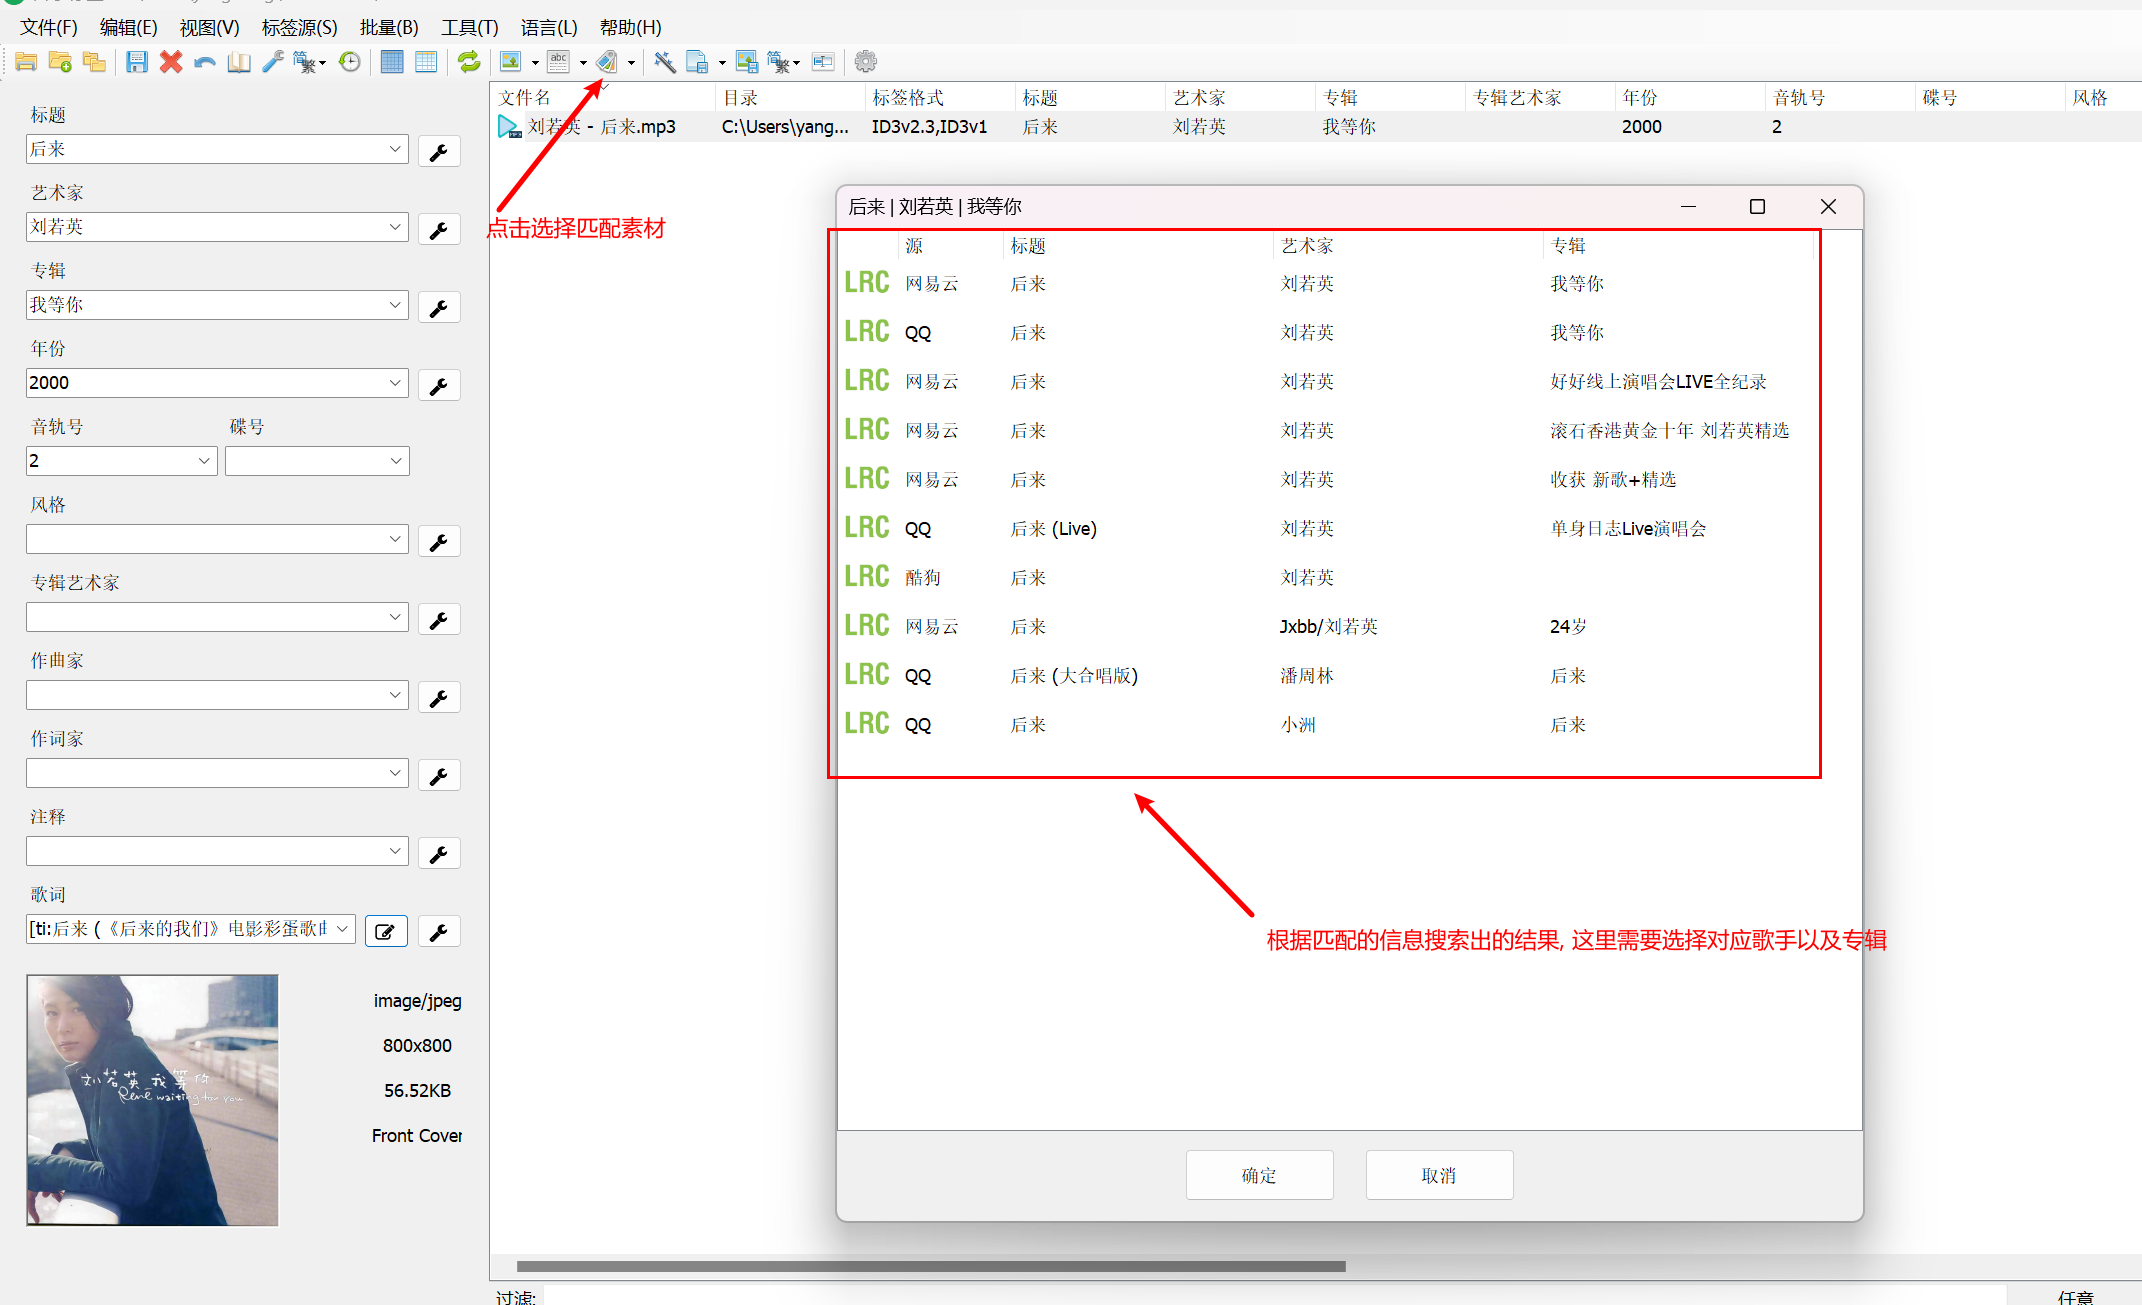 文件(F) 编辑(E) 视图(V) 标签源(S) 批量(B) 工具(T) 语言(L) 帮助(H)
简繁 abc 简繁
标题
后来
艺术家
刘若英
专辑
我等你
年份
2000
音轨号 碟号
2
风格
专辑艺术家
作曲家
作词家
注释
歌词
[ti:后来 (《后来的我们》电影彩蛋歌曲
刘若英 我等你
René waiting for you
image/jpeg
800x800
56.52KB
Front Cover
文件名 目录 标签格式 标题 艺术家 专辑 专辑艺术家 年份 音轨号 碟号 风格
刘若英 - 后来.mp3 C:\Users\yang... ID3v2.3,ID3v1 后来 刘若英 我等你 2000 2
点击选择匹配素材
后来 | 刘若英 | 我等你
源 标题 艺术家 专辑
LRC 网易云 后来 刘若英 我等你
LRC QQ 后来 刘若英 我等你
LRC 网易云 后来 刘若英 好好线上演唱会LIVE全纪录
LRC 网易云 后来 刘若英 滚石香港黄金十年 刘若英精选
LRC 网易云 后来 刘若英 收获 新歌+精选
LRC QQ 后来 (Live) 刘若英 单身日志Live演唱会
LRC 酷狗 后来 刘若英
LRC 网易云 后来 Jxbb/刘若英 24岁
LRC QQ 后来 (大合唱版) 潘周林 后来
LRC QQ 后来 小洲 后来
根据匹配的信息搜索出的结果, 这里需要选择对应歌手以及专辑
确定 取消
过滤: 任意